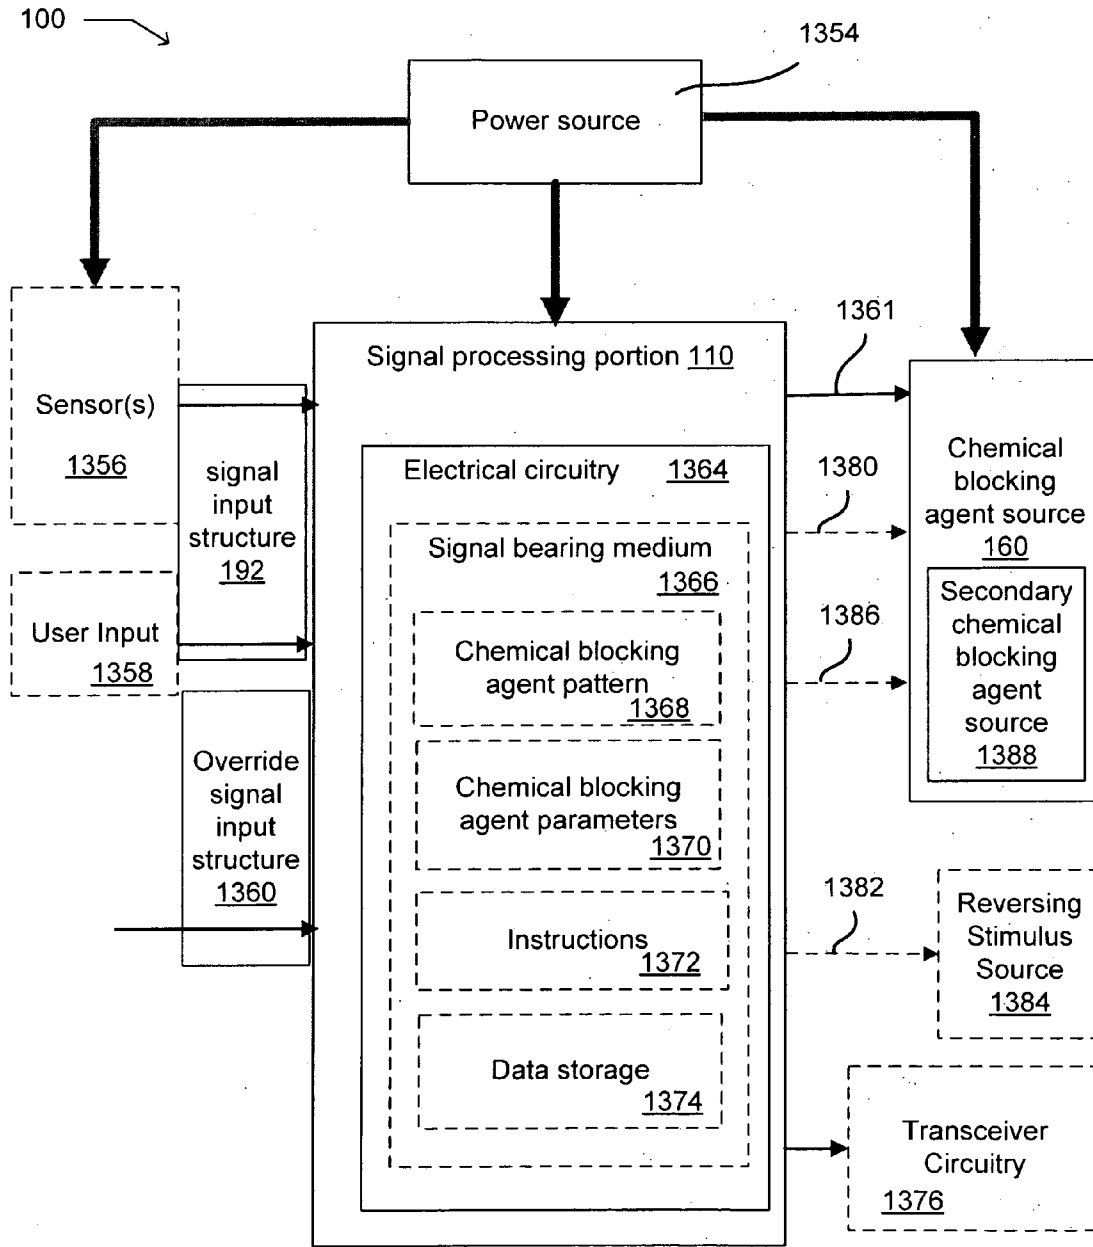 100
1354
Power source
1361
Signal processing portion 110
Sensor(s)
1356
signal
input
structure
192
Electrical circuitry 1364
1380
Chemical
blocking
agent source
160
Signal bearing medium
1366
User Input
1358
Chemical blocking
agent pattern
1368
1386
Secondary
chemical
blocking
agent
source
1388
Override
signal
input
structure
1360
Chemical blocking
agent parameters
1370
1382
Instructions
1372
Reversing
Stimulus
Source
1384
Data storage
1374
Transceiver
Circuitry
1376